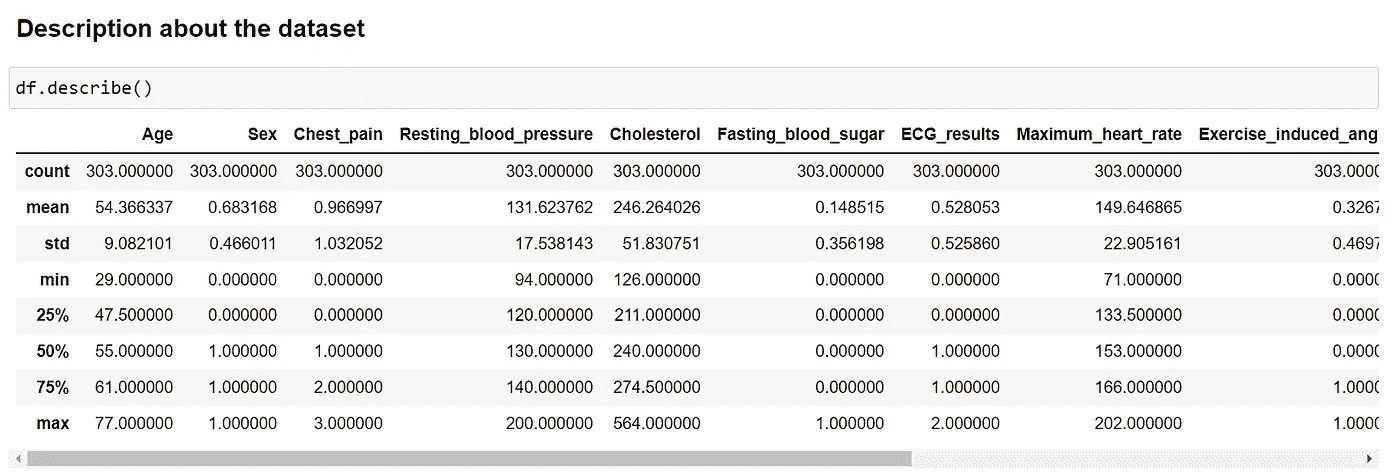 Description about the dataset
df.describe()
Age Sex Chest_pain Resting_blood_pressure Cholesterol Fasting_blood_sugar ECG_results Maximum_heart_rate Exercise_induced_ang
count 303.000000 303.000000 303.000000 303.000000 303.000000 303.000000 303.000000 303.000000 303.0000
mean 54.366337 0.683168 0.966997 131.623762 246.264026 0.148515 0.528053 149.646865 0.3267
std 9.082101 0.466011 1.032052 17.538143 51.830751 0.356198 0.525860 22.905161 0.4697
min 29.000000 0.000000 0.000000 94.000000 126.000000 0.000000 0.000000 71.000000 0.0000
25% 47.500000 0.000000 0.000000 120.000000 211.000000 0.000000 0.000000 133.500000 0.0000
50% 55.000000 1.000000 1.000000 130.000000 240.000000 0.000000 1.000000 153.000000 0.0000
75% 61.000000 1.000000 2.000000 140.000000 274.500000 0.000000 1.000000 166.000000 1.0000
max 77.000000 1.000000 3.000000 200.000000 564.000000 1.000000 2.000000 202.000000 1.0000